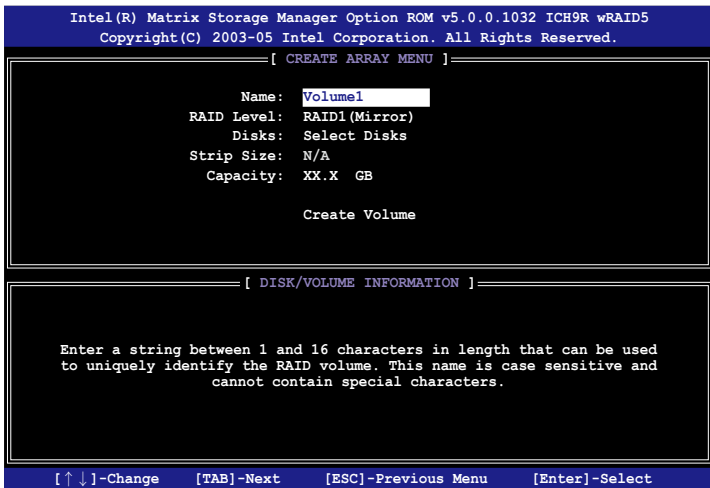 Intel(R) Matrix Storage Manager Option ROM v5.0.0.1032 ICH9R wRAID5
Copyright(C) 2003-05 Intel Corporation. All Rights Reserved.
[ CREATE ARRAY MENU ]
Name: Volume1
RAID Level: RAID1(Mirror)
Disks: Select Disks
Strip Size: N/A
Capacity: XX.X GB
Create Volume
[ DISK/VOLUME INFORMATION ]
Enter a string between 1 and 16 characters in length that can be used
to uniquely identify the RAID volume. This name is case sensitive and
cannot contain special characters.
[↑↓]-Change [TAB]-Next [ESC]-Previous Menu [Enter]-Select